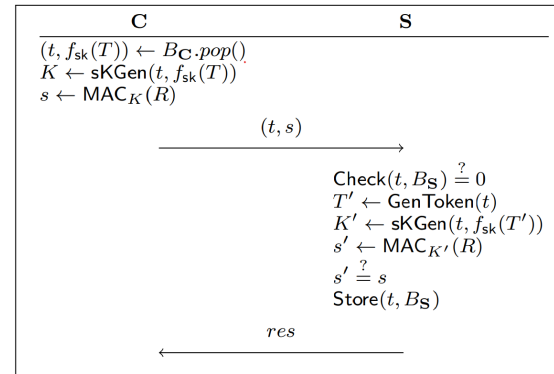 C S
(t, f_sk(T)) ← B_C.pop()
K ← sKGen(t, f_sk(T))
s ← MAC_K(R)
(t, s)
Check(t, B_S) ≟ 0
T′ ← GenToken(t)
K′ ← sKGen(t, f_sk(T′))
s′ ← MAC_K′(R)
s′ ≟ s
Store(t, B_S)
res